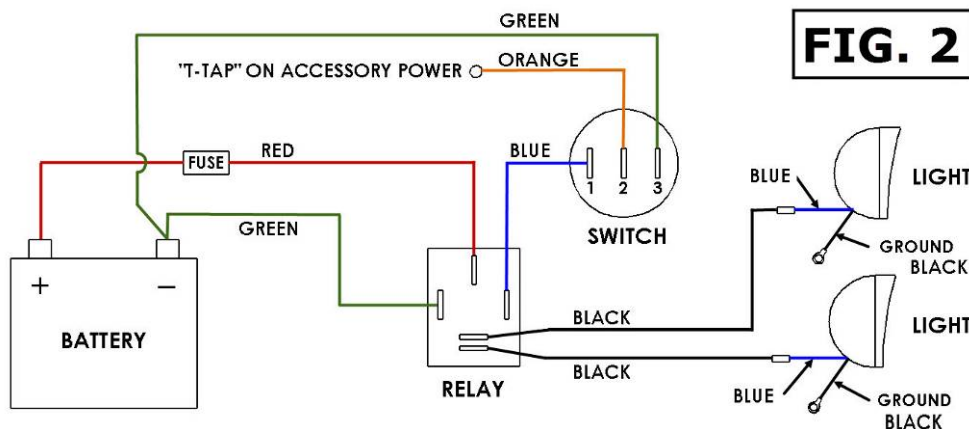 GREEN
FIG. 2
"T-TAP" ON ACCESSORY POWER
ORANGE
FUSE
RED
BLUE
1 2 3
BLUE
LIGHT
GREEN
SWITCH
GROUND
BLACK
+ −
BATTERY
BLACK
LIGHT
RELAY
BLACK
BLUE
GROUND
BLACK